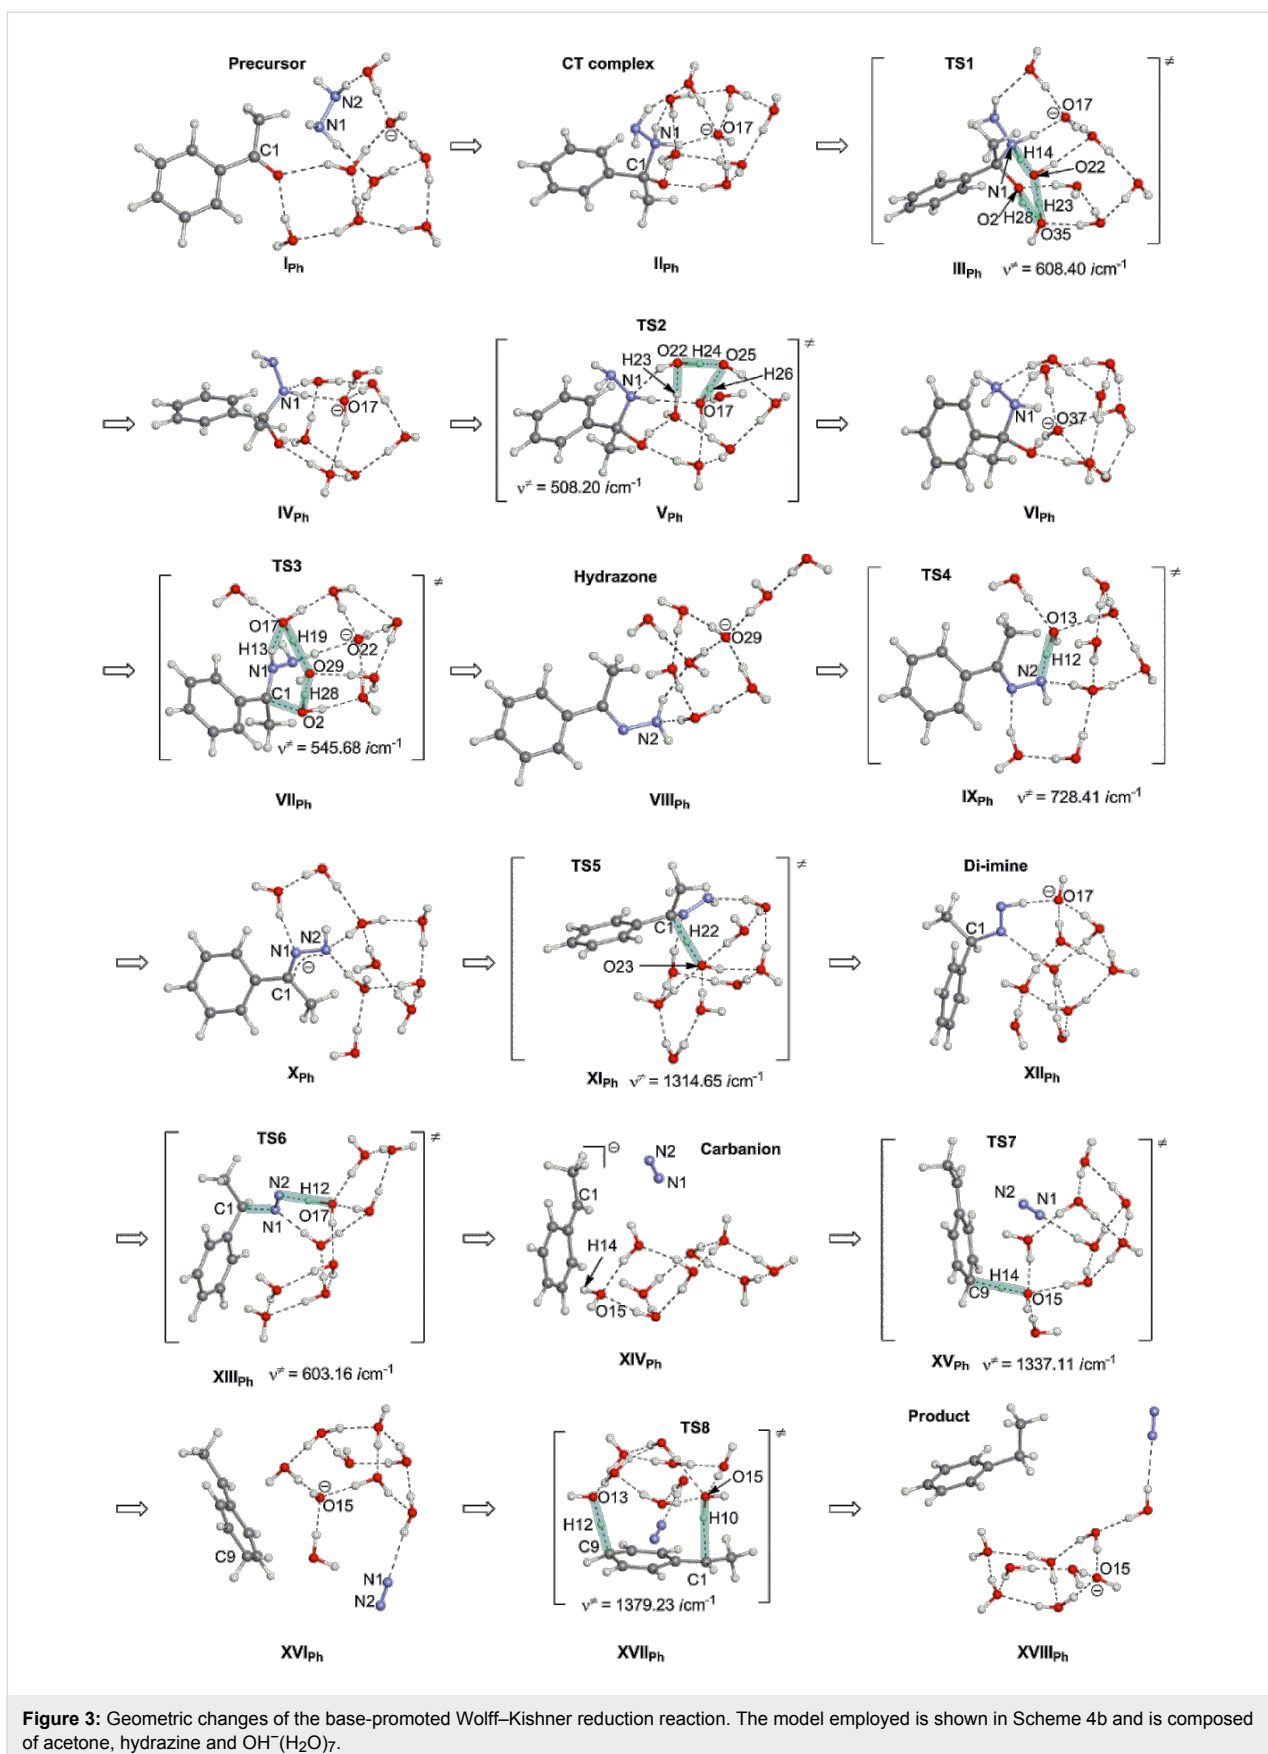 Precursor
N2
N1
C1
⊖
I_Ph
CT complex
N1
⊖ O17
C1
II_Ph
TS1
≠
O17
⊖
H14
O22
N1
O2
H23
H28
O35
III_Ph ν≠ = 608.40 icm⁻¹
N1
O17
⊖
IV_Ph
TS2
≠
O22 H24 O25
H23
H26
N1
O17
ν≠ = 508.20 icm⁻¹
V_Ph
N1
⊖ O37
VI_Ph
TS3
≠
O17
H19
⊖
H13
O22
N1
O29
C1 H28
O2
ν≠ = 545.68 icm⁻¹
VII_Ph
Hydrazone
⊖
O29
N2
VIII_Ph
TS4
≠
O13
H12
N2
IX_Ph ν≠ = 728.41 icm⁻¹
N2
N1
⊖
C1
X_Ph
TS5
≠
C1
H22
O23
XI_Ph ν≠ = 1314.65 icm⁻¹
Di-imine
⊖
O17
C1
XII_Ph
TS6
≠
N2
H12
C1
N1
O17
XIII_Ph ν≠ = 603.16 icm⁻¹
⊖
N2
Carbanion
N1
C1
H14
O15
XIV_Ph
TS7
≠
N2 N1
H14
C9
O15
XV_Ph ν≠ = 1337.11 icm⁻¹
⊖
O15
C9
N1
N2
XVI_Ph
TS8
≠
O15
O13
H12
H10
C9
C1
ν≠ = 1379.23 icm⁻¹
XVII_Ph
Product
O15
⊖
XVIII_Ph
Figure 3: Geometric changes of the base-promoted Wolff–Kishner reduction reaction. The model employed is shown in Scheme 4b and is composed
of acetone, hydrazine and OH⁻(H₂O)₇.